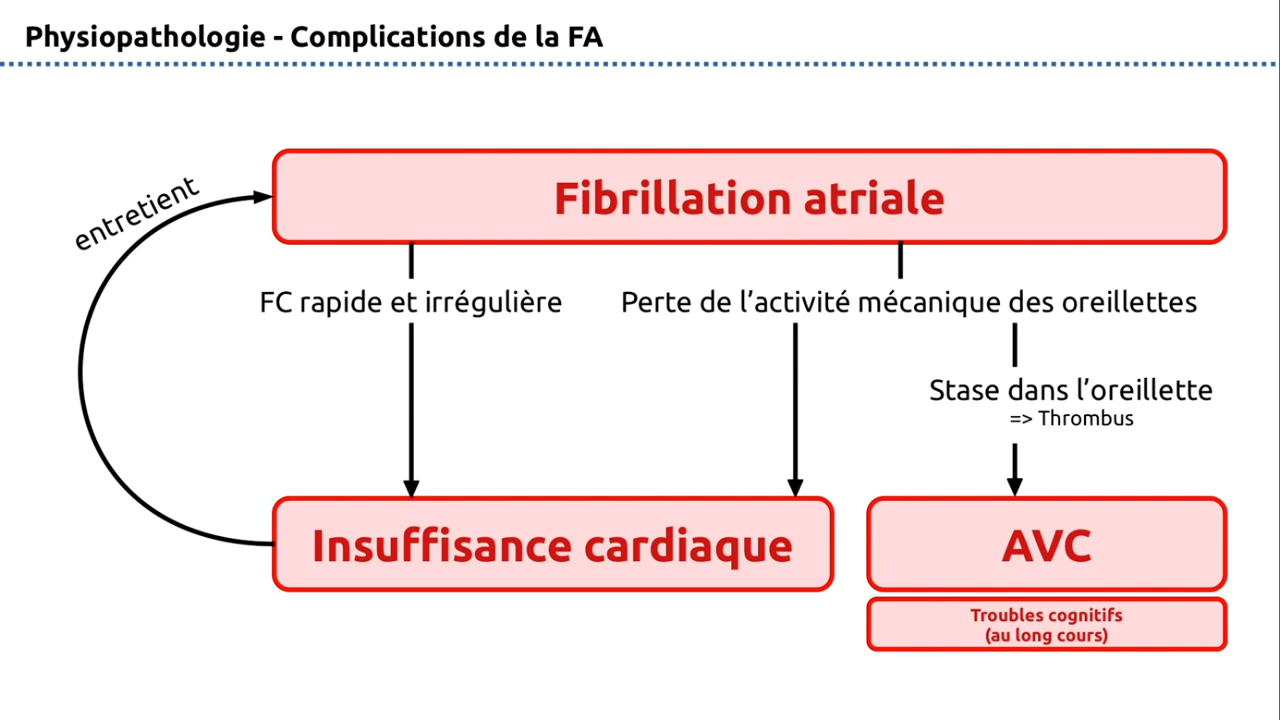 Physiopathologie - Complications de la FA
entretient
Fibrillation atriale
FC rapide et irrégulière
Perte de l’activité mécanique des oreillettes
Stase dans l’oreillette
=> Thrombus
Insuffisance cardiaque
AVC
Troubles cognitifs
(au long cours)